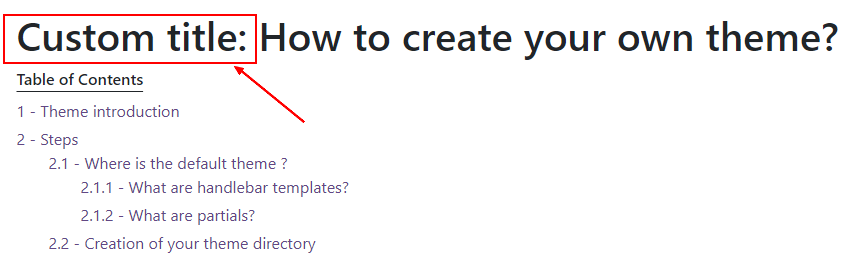 Custom title: How to create your own theme?
Table of Contents
1 - Theme introduction
2 - Steps
2.1 - Where is the default theme ?
2.1.1 - What are handlebar templates?
2.1.2 - What are partials?
2.2 - Creation of your theme directory